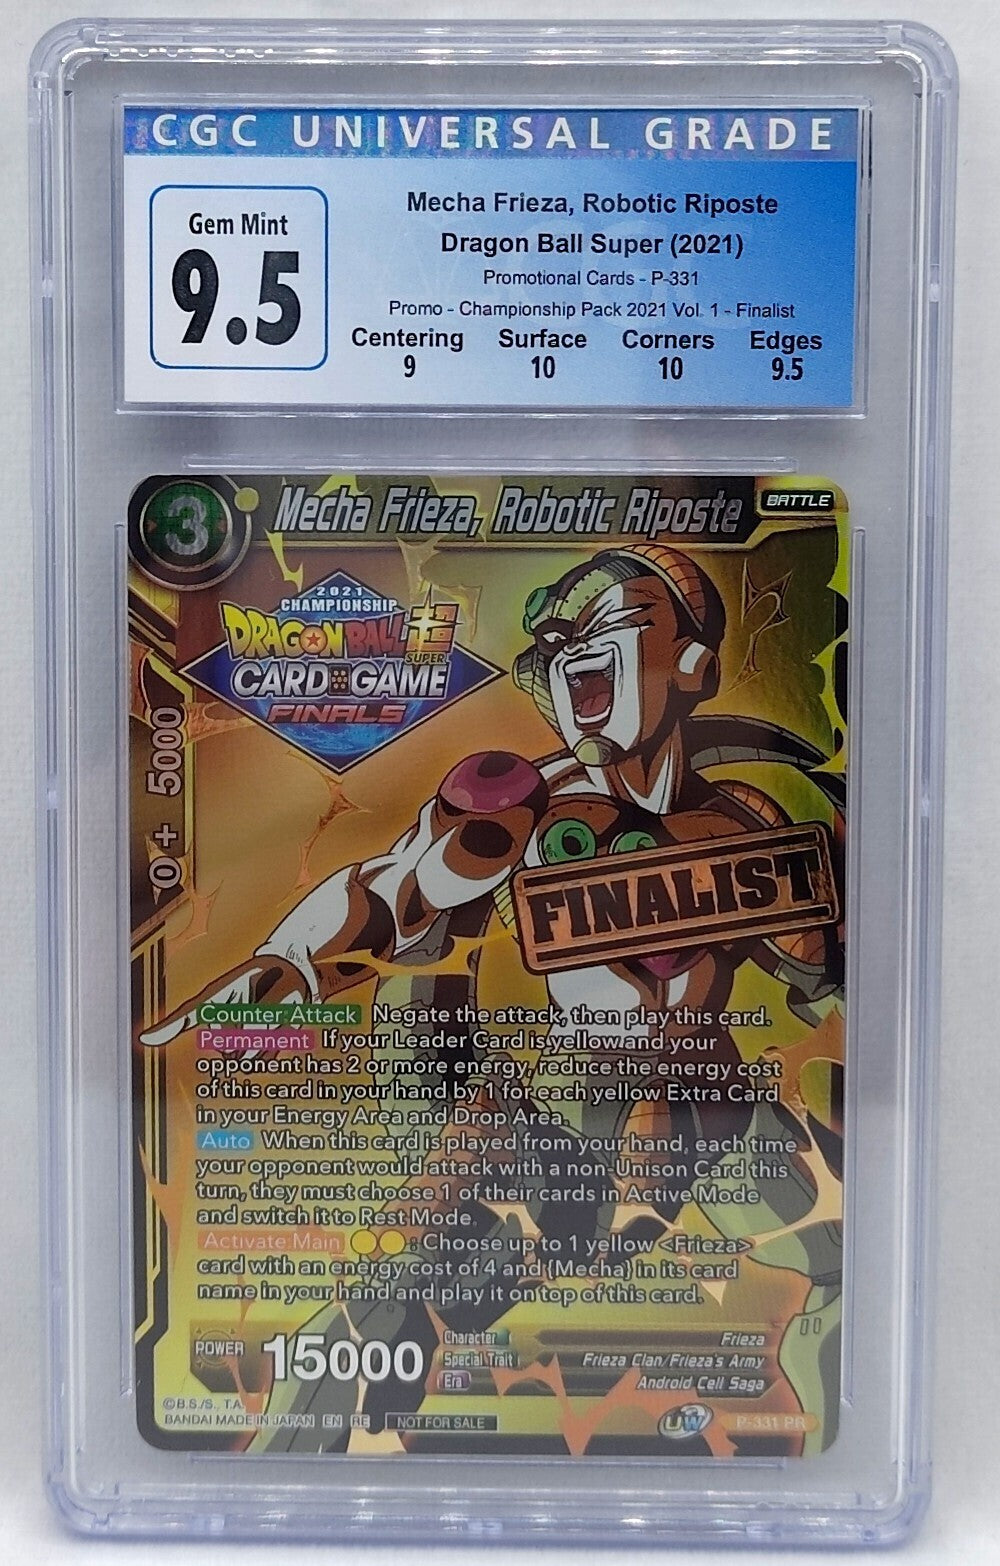 CGC UNIVERSAL GRADE
Gem Mint
9.5
Mecha Frieza, Robotic Riposte
Dragon Ball Super (2021)
Promotional Cards - P-331
Promo - Championship Pack 2021 Vol. 1 - Finalist
Centering Surface Corners Edges
9 10 10 9.5
3
Mecha Frieza, Robotic Riposte
BATTLE
2021
CHAMPIONSHIP
DRAGON BALL 超
SUPER
CARD GAME
FINALS
0 + 5000
FINALIST
Counter Attack Negate the attack, then play this card.
Permanent If your Leader Card is yellow and your
opponent has 2 or more energy, reduce the energy cost
of this card in your hand by 1 for each yellow Extra Card
in your Energy Area and Drop Area.
Auto When this card is played from your hand, each time
your opponent would attack with a non-Unison Card this
turn, they must choose 1 of their cards in Active Mode
and switch it to Rest Mode.
Activate Main : Choose up to 1 yellow <Frieza>
card with an energy cost of 4 and {Mecha} in its card
name in your hand and play it on top of this card.
POWER 15000
Character Frieza
Special Trait Frieza Clan/Frieza's Army
Era Android Cell Saga
©B.S./S., T.A.
BANDAI MADE IN JAPAN EN RE NOT FOR SALE
UW P-331 PR